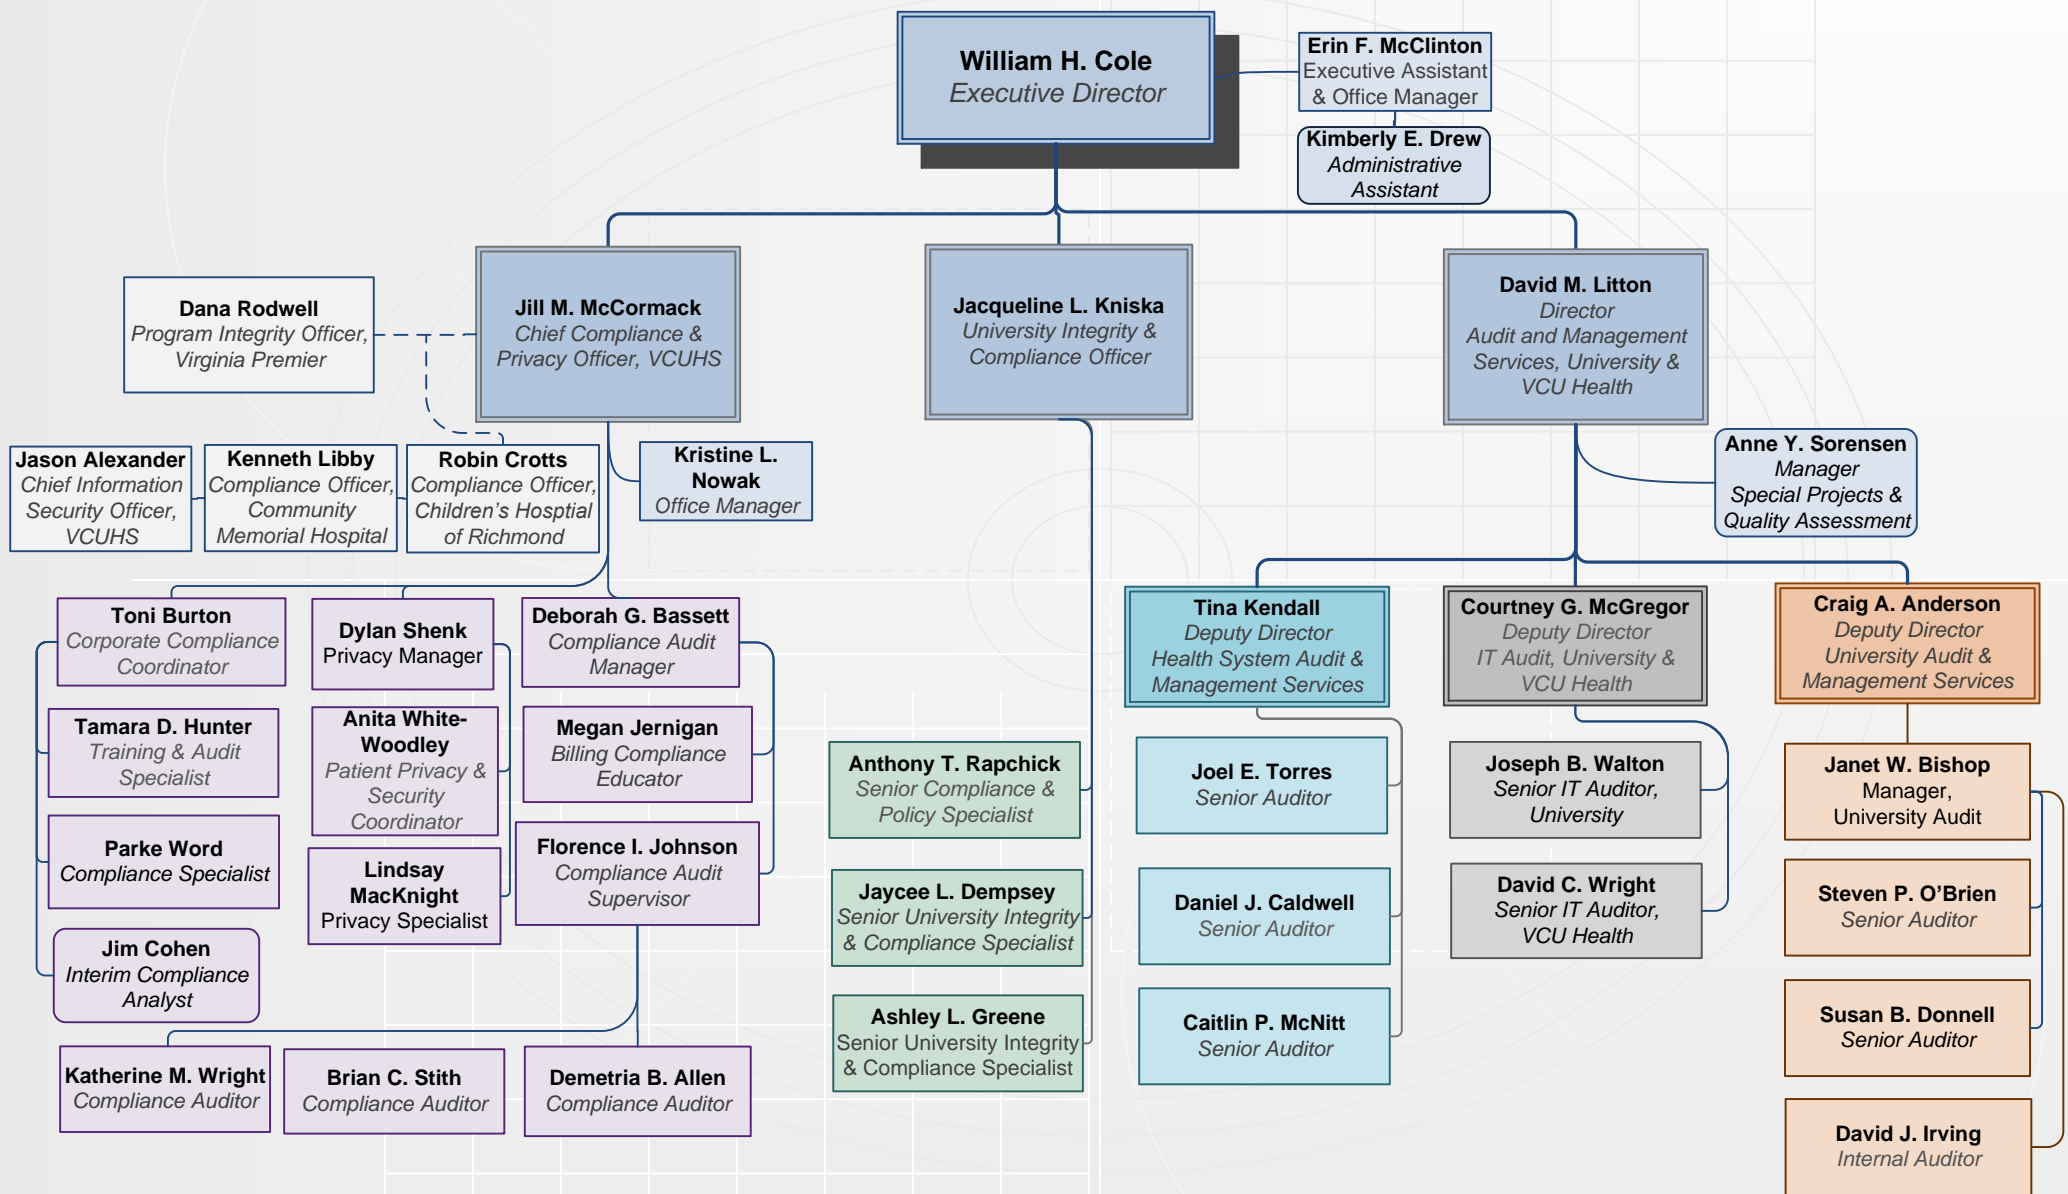 William H. Cole
Executive Director
Erin F. McClinton
Executive Assistant
& Office Manager
Kimberly E. Drew
Administrative
Assistant
Dana Rodwell
Program Integrity Officer,
Virginia Premier
Jill M. McCormack
Chief Compliance &
Privacy Officer, VCUHS
Jacqueline L. Kniska
University Integrity &
Compliance Officer
David M. Litton
Director
Audit and Management
Services, University &
VCU Health
Jason Alexander
Chief Information
Security Officer,
VCUHS
Kenneth Libby
Compliance Officer,
Community
Memorial Hospital
Robin Crotts
Compliance Officer,
Children’s Hosptial
of Richmond
Kristine L.
Nowak
Office Manager
Anne Y. Sorensen
Manager
Special Projects &
Quality Assessment
Toni Burton
Corporate Compliance
Coordinator
Tamara D. Hunter
Training & Audit
Specialist
Parke Word
Compliance Specialist
Jim Cohen
Interim Compliance
Analyst
Dylan Shenk
Privacy Manager
Anita White-
Woodley
Patient Privacy &
Security
Coordinator
Lindsay
MacKnight
Privacy Specialist
Deborah G. Bassett
Compliance Audit
Manager
Megan Jernigan
Billing Compliance
Educator
Florence I. Johnson
Compliance Audit
Supervisor
Katherine M. Wright
Compliance Auditor
Brian C. Stith
Compliance Auditor
Demetria B. Allen
Compliance Auditor
Anthony T. Rapchick
Senior Compliance &
Policy Specialist
Jaycee L. Dempsey
Senior University Integrity
& Compliance Specialist
Ashley L. Greene
Senior University Integrity
& Compliance Specialist
Tina Kendall
Deputy Director
Health System Audit &
Management Services
Joel E. Torres
Senior Auditor
Daniel J. Caldwell
Senior Auditor
Caitlin P. McNitt
Senior Auditor
Courtney G. McGregor
Deputy Director
IT Audit, University &
VCU Health
Joseph B. Walton
Senior IT Auditor,
University
David C. Wright
Senior IT Auditor,
VCU Health
Craig A. Anderson
Deputy Director
University Audit &
Management Services
Janet W. Bishop
Manager,
University Audit
Steven P. O’Brien
Senior Auditor
Susan B. Donnell
Senior Auditor
David J. Irving
Internal Auditor